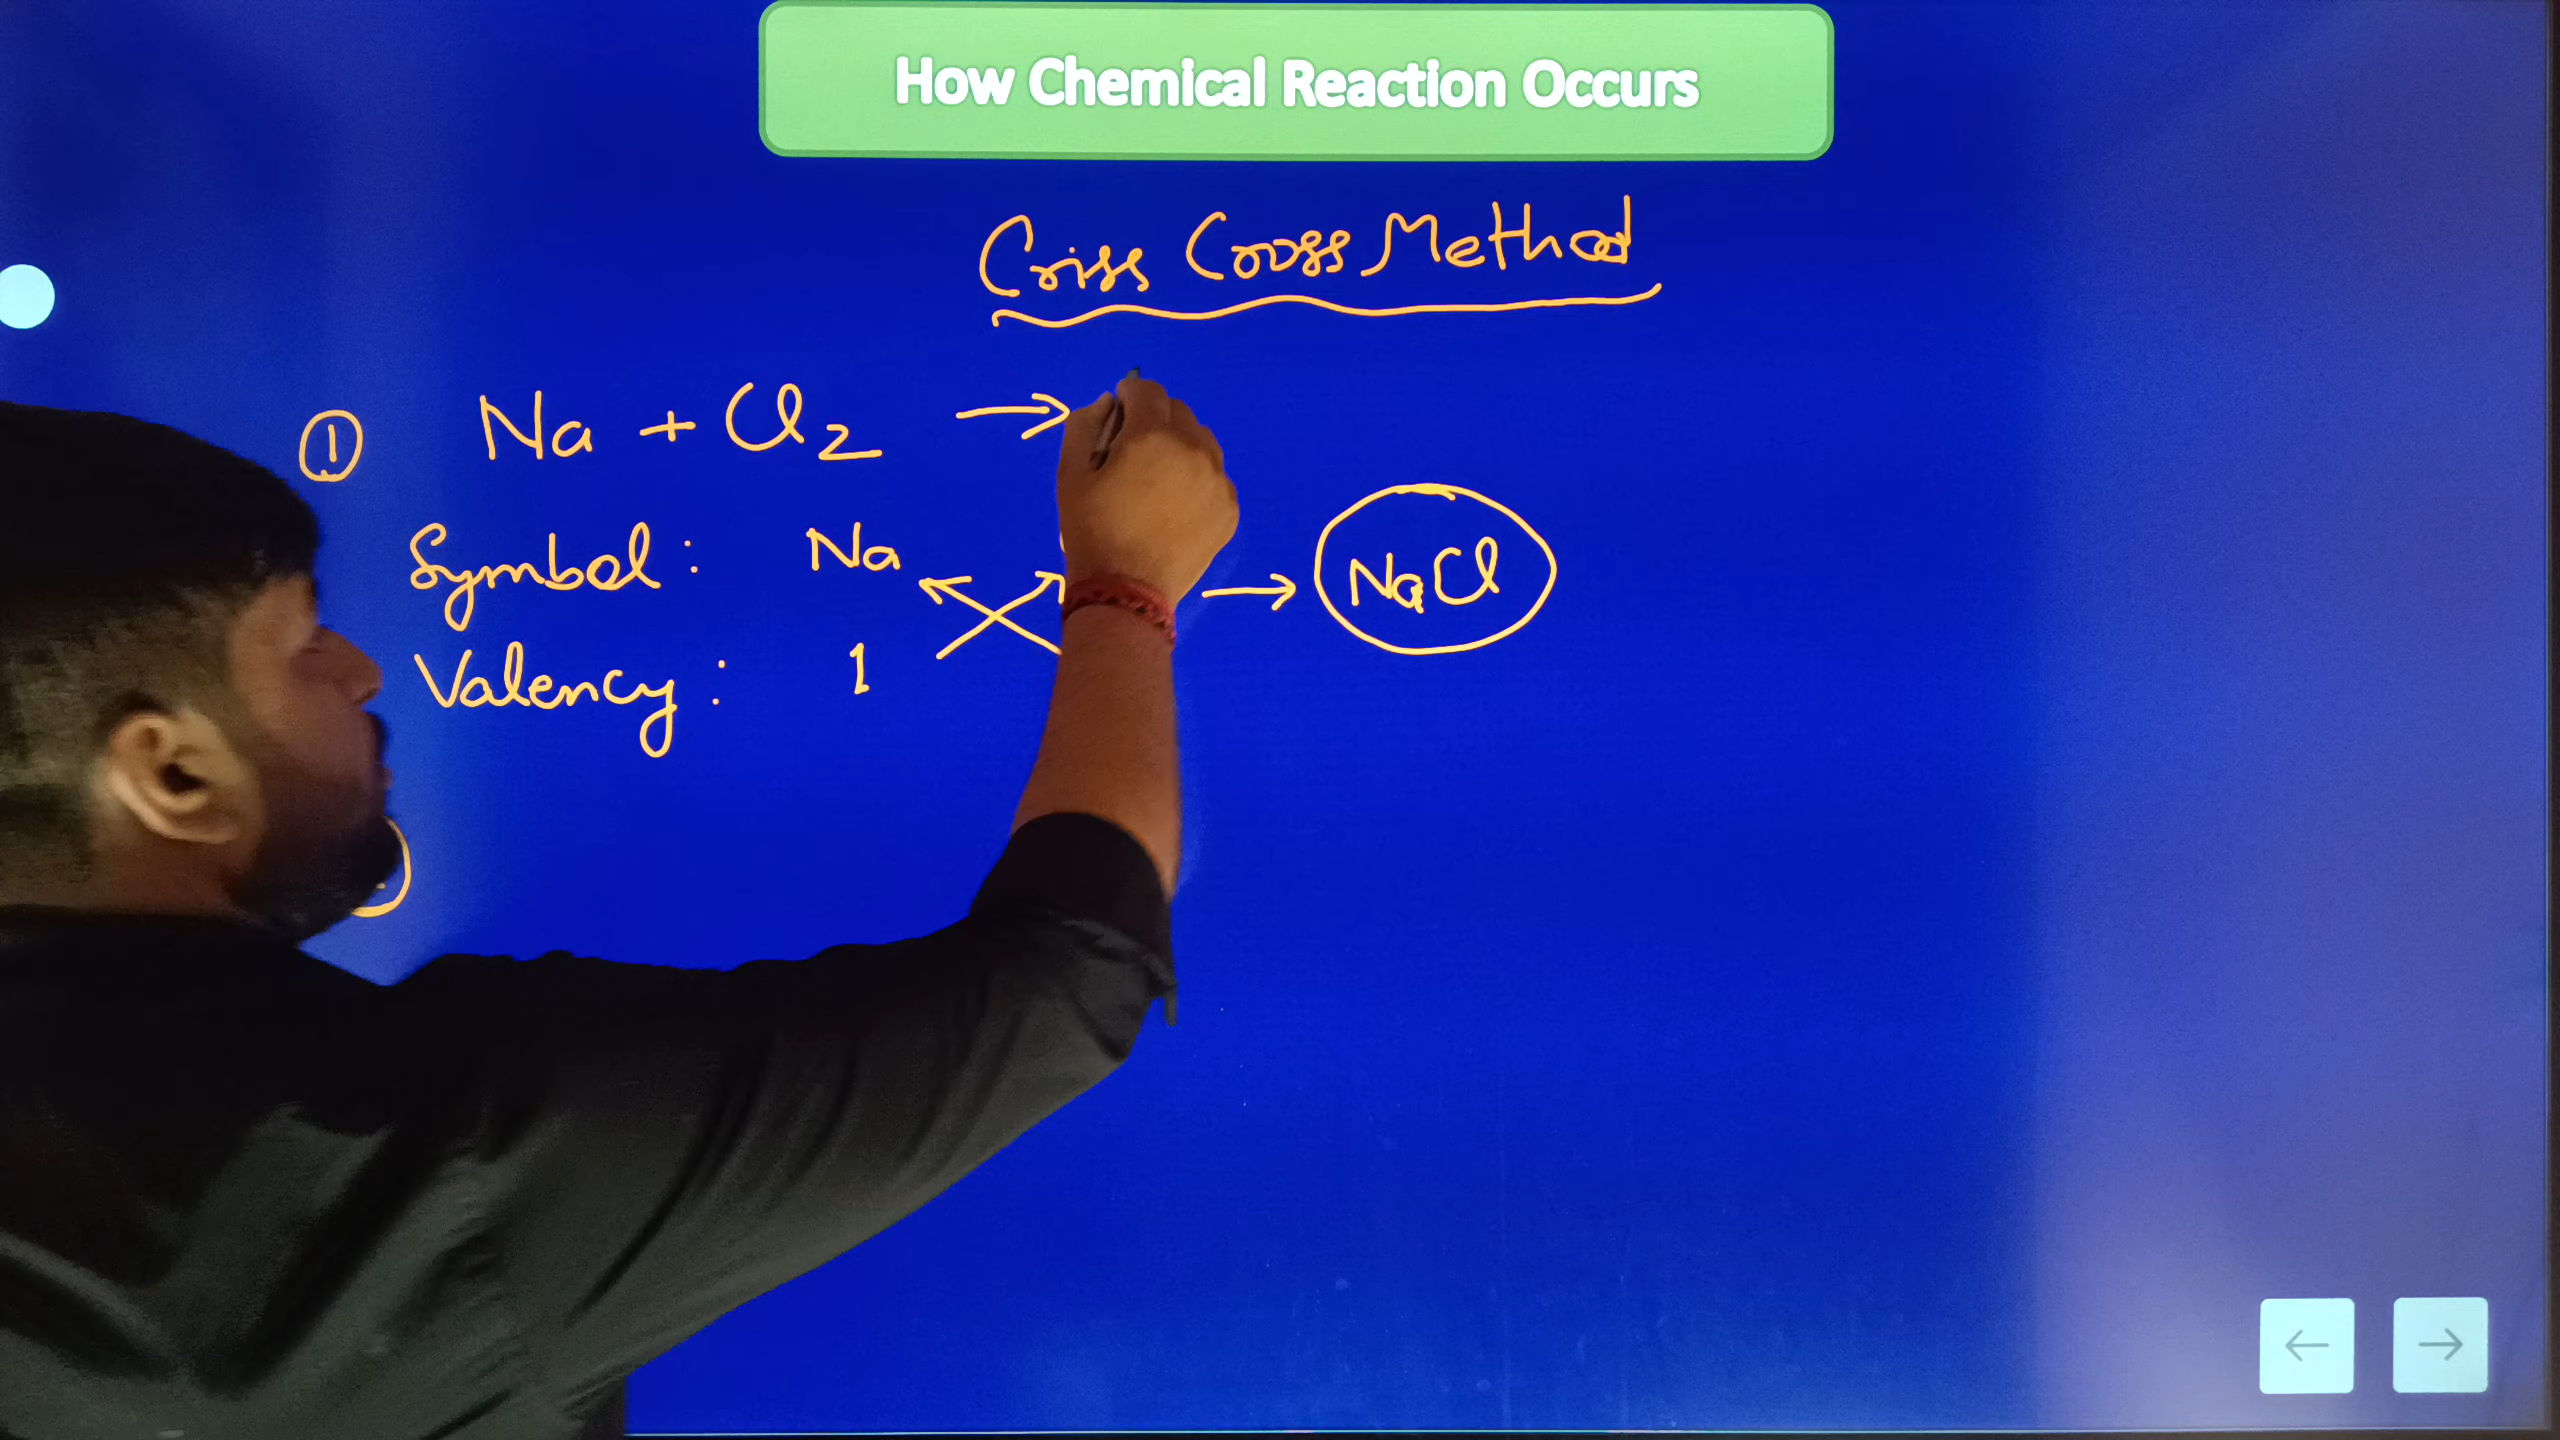 How Chemical Reaction Occurs
Criss Cross Method
① Na + Cl₂ →
Symbol : Na
→ NaCl
Valency : 1